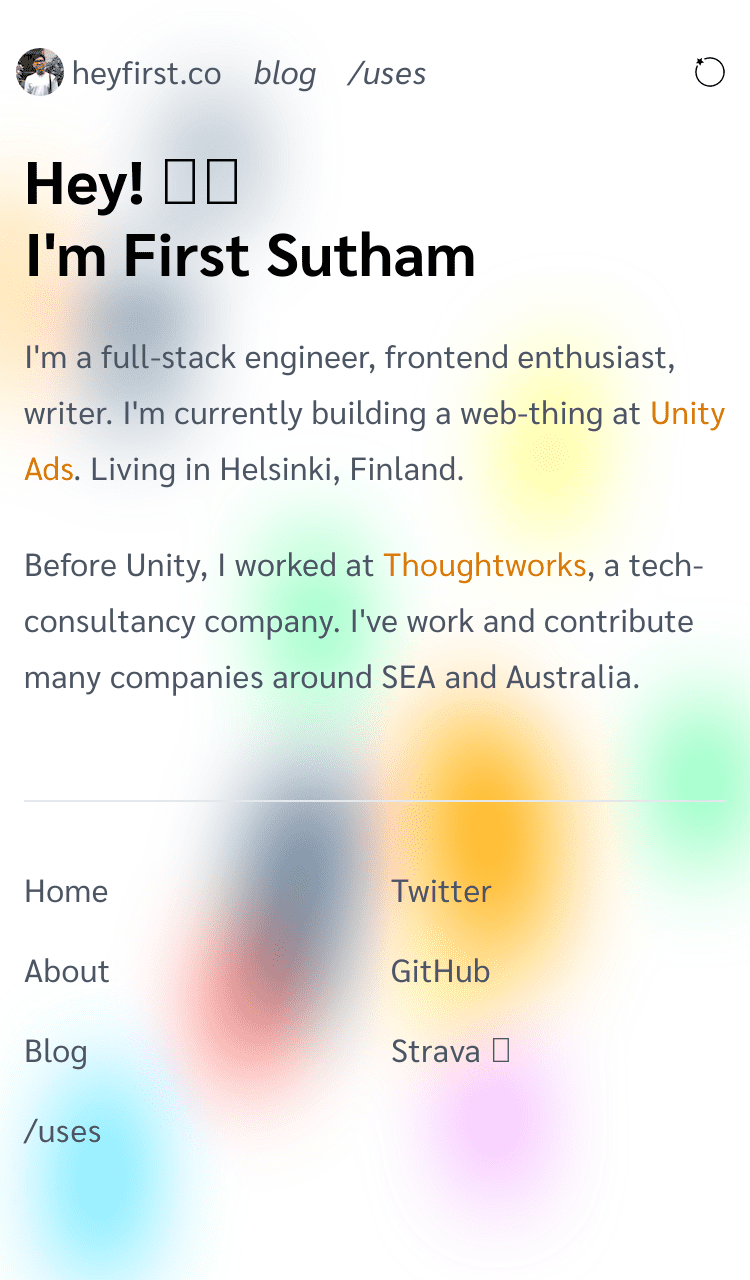 heyfirst.co blog /uses
Hey!
I'm First Sutham
I'm a full-stack engineer, frontend enthusiast,
writer. I'm currently building a web-thing at Unity
Ads. Living in Helsinki, Finland.
Before Unity, I worked at Thoughtworks, a tech-
consultancy company. I've work and contribute
many companies around SEA and Australia.
Home
Twitter
About
GitHub
Blog
Strava
/uses